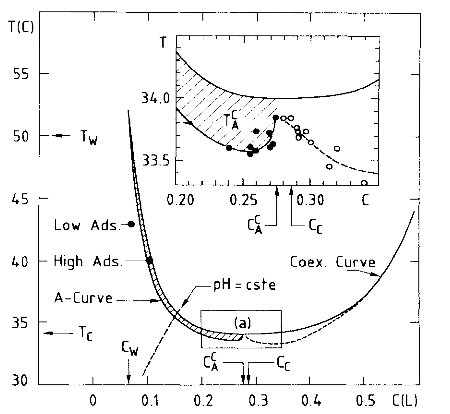 T(C)
T
55
34.0
T_A^C
50
T_W
33.5
0.20
0.25
0.30
C
45
C_A^C
C_C
Low Ads.
High Ads.
40
Coex. Curve
pH = cste
A-Curve
(a)
35
T_C
C_W
C_A^C
C_C
30
0
0.1
0.2
0.3
0.4
0.5
C(L)